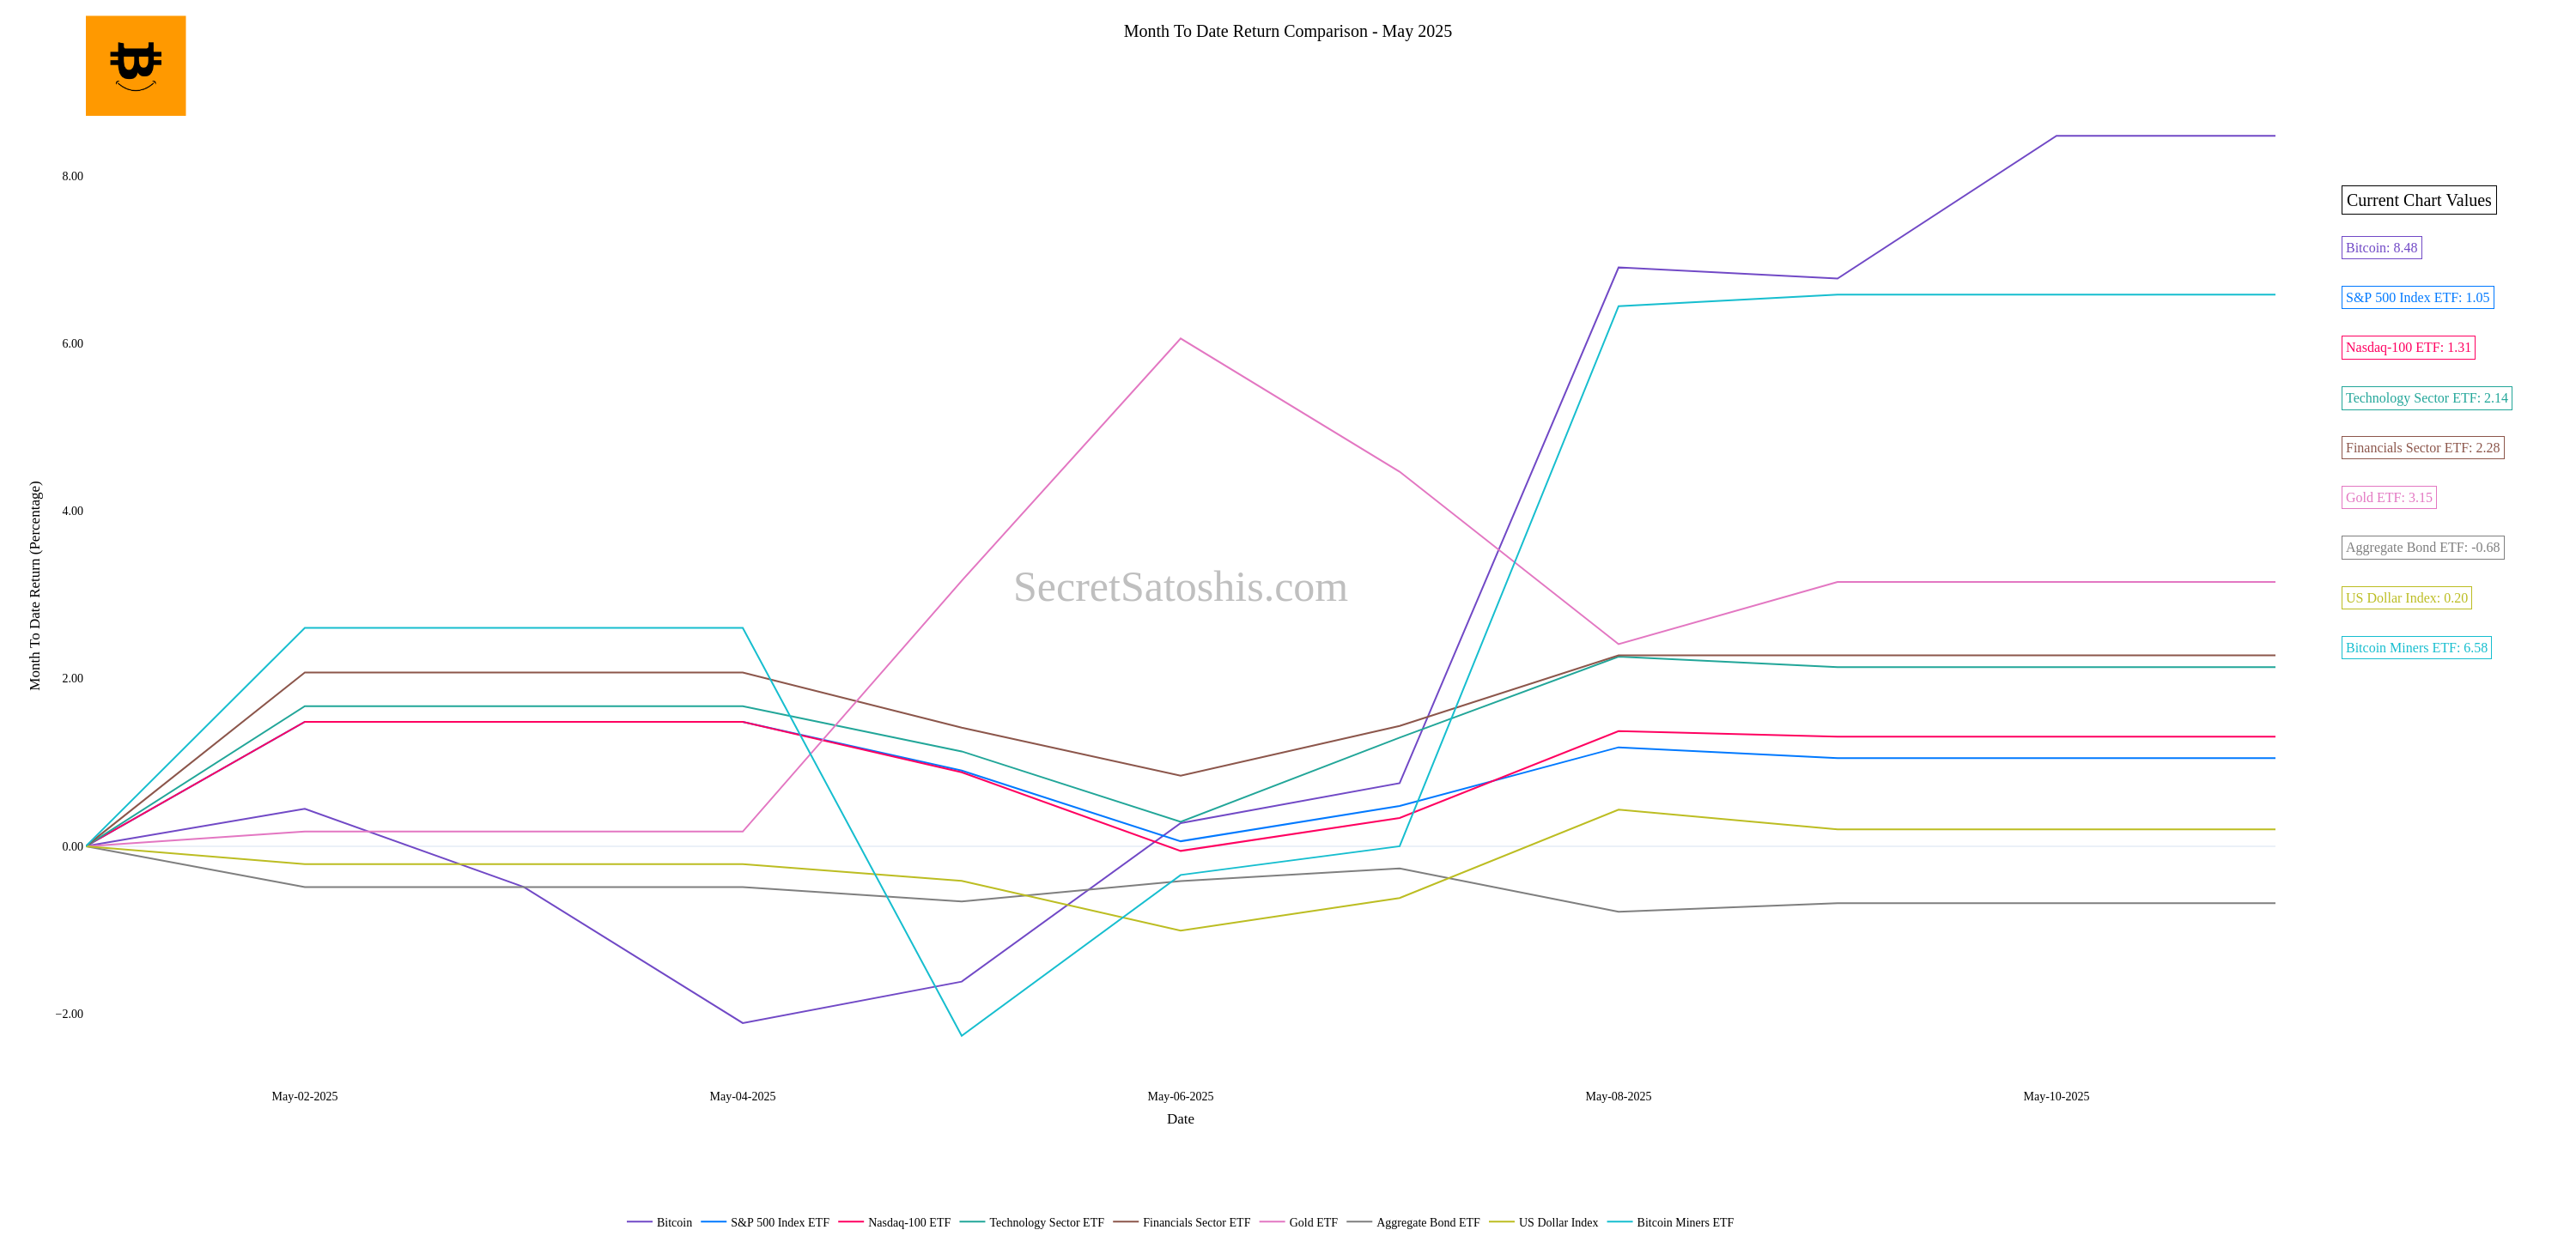 Month To Date Return Comparison - May 2025
8.00
6.00
4.00
2.00
0.00
−2.00
Month To Date Return (Percentage)
SecretSatoshis.com
May-02-2025
May-04-2025
May-06-2025
May-08-2025
May-10-2025
Date
Current Chart Values
Bitcoin: 8.48
S&P 500 Index ETF: 1.05
Nasdaq-100 ETF: 1.31
Technology Sector ETF: 2.14
Financials Sector ETF: 2.28
Gold ETF: 3.15
Aggregate Bond ETF: -0.68
US Dollar Index: 0.20
Bitcoin Miners ETF: 6.58
Bitcoin
S&P 500 Index ETF
Nasdaq-100 ETF
Technology Sector ETF
Financials Sector ETF
Gold ETF
Aggregate Bond ETF
US Dollar Index
Bitcoin Miners ETF